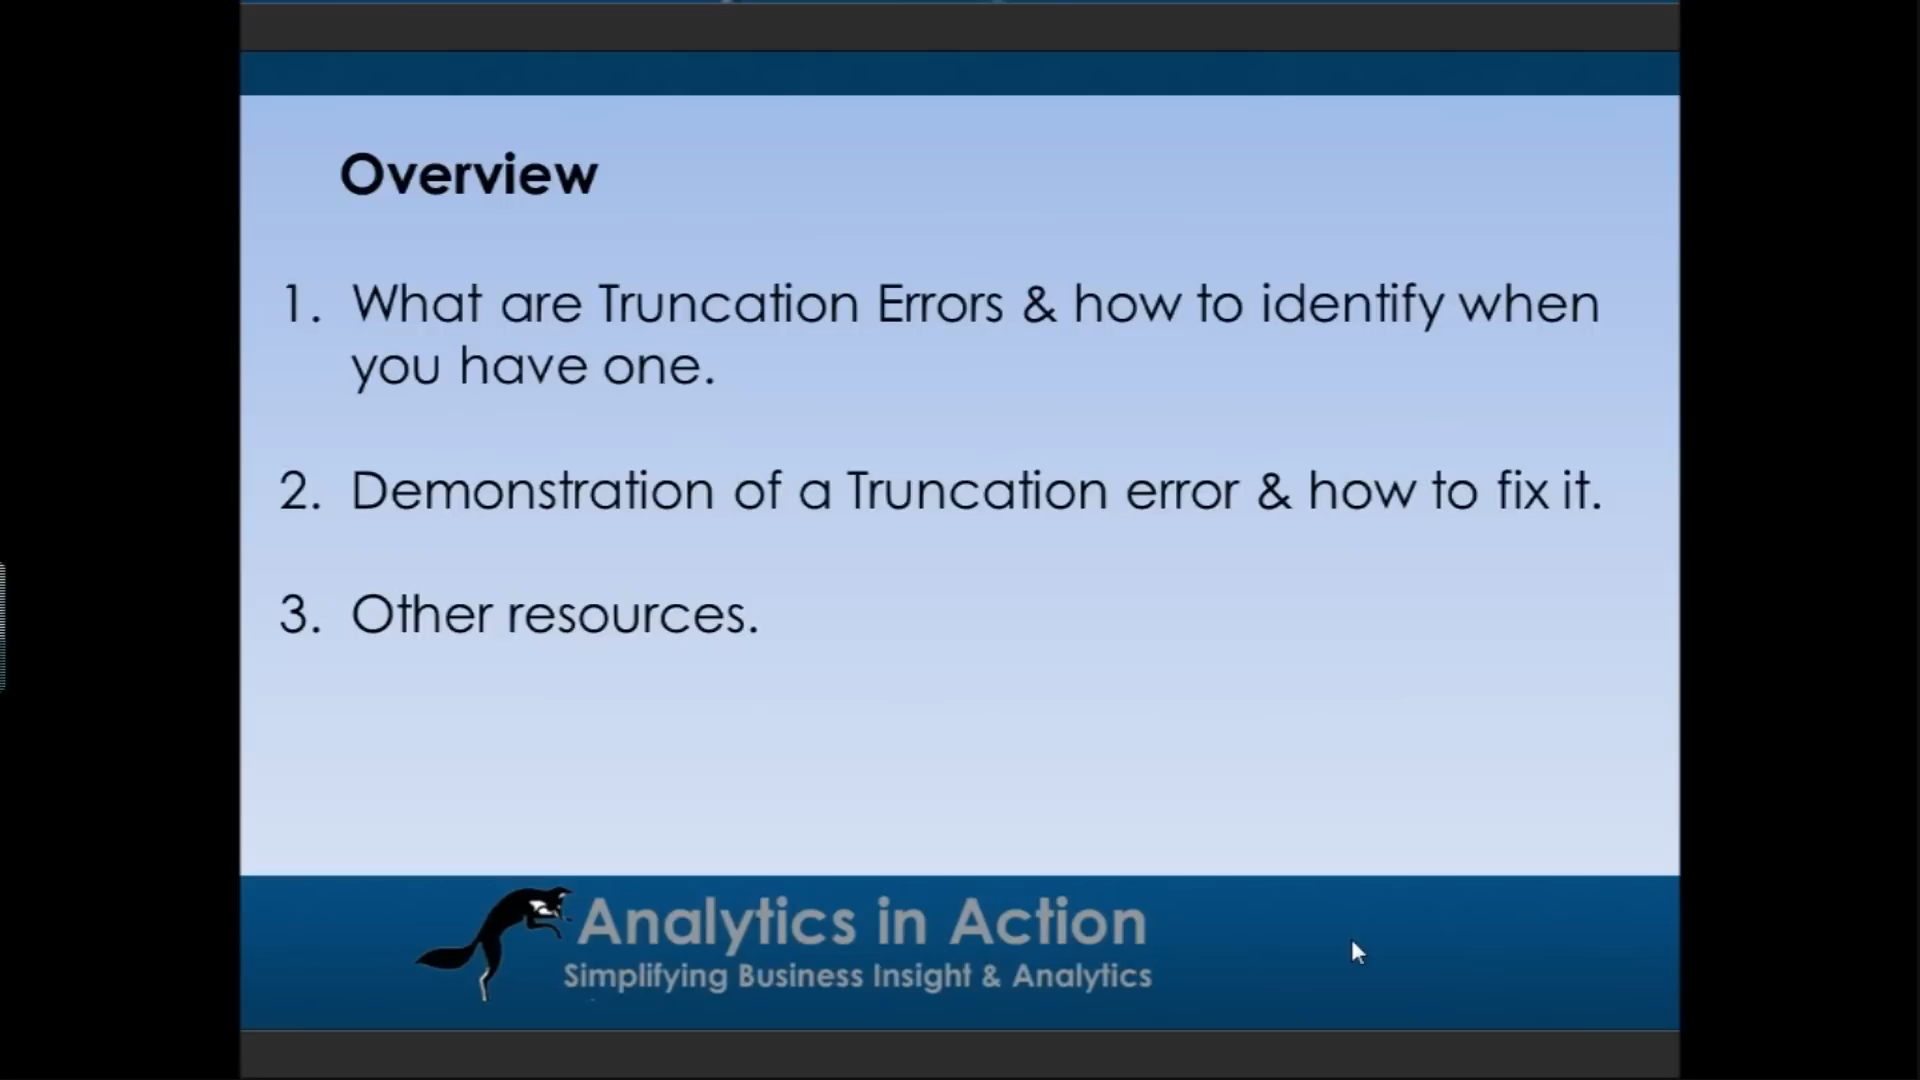 Overview
1. What are Truncation Errors & how to identify when
you have one.
2. Demonstration of a Truncation error & how to fix it.
3. Other resources.
Analytics in Action
Simplifying Business Insight & Analytics